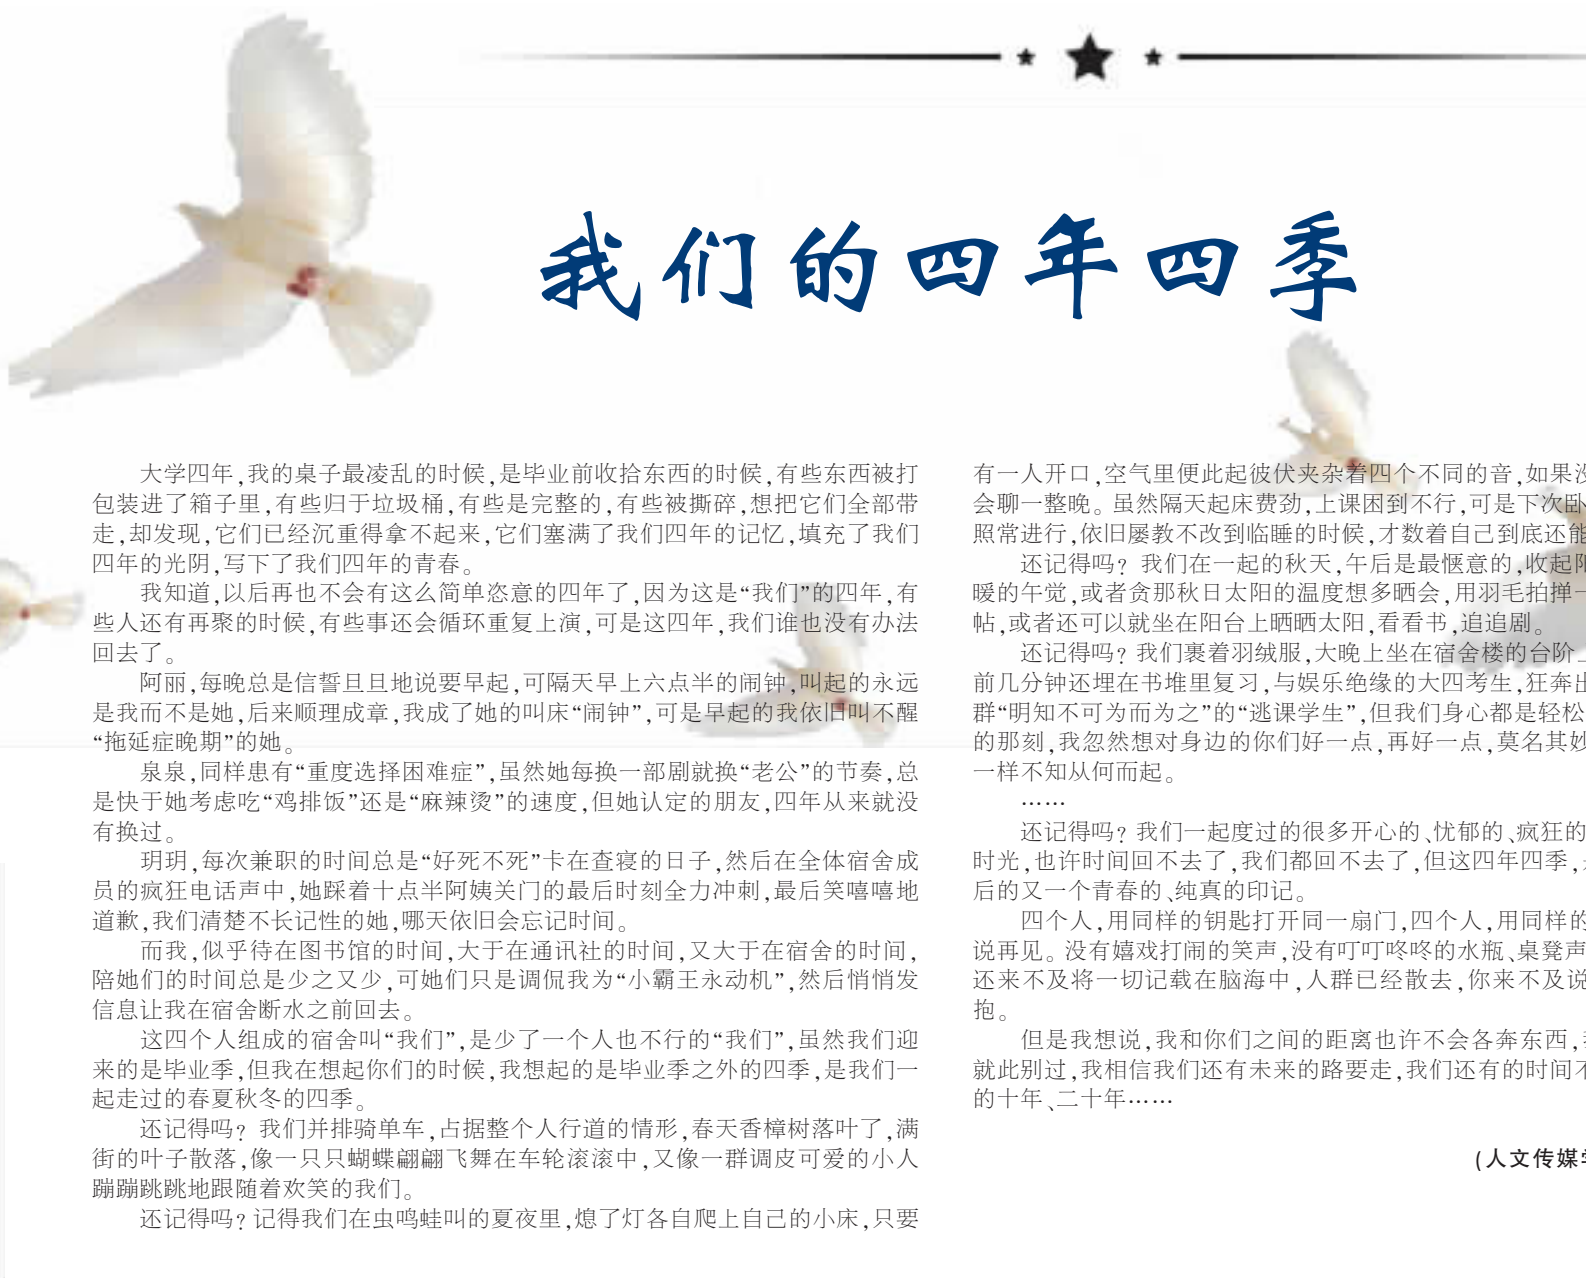 我们的四年四季
大学四年,我的桌子最凌乱的时候,是毕业前收拾东西的时候,有些东西被打
包装进了箱子里,有些归于垃圾桶,有些是完整的,有些被撕碎,想把它们全部带
走,却发现,它们已经沉重得拿不起来,它们塞满了我们四年的记忆,填充了我们
四年的光阴,写下了我们四年的青春。
我知道,以后再也不会有这么简单恣意的四年了,因为这是“我们”的四年,有
些人还有再聚的时候,有些事还会循环重复上演,可是这四年,我们谁也没有办法
回去了。
阿丽,每晚总是信誓旦旦地说要早起,可隔天早上六点半的闹钟,叫起的永远
是我而不是她,后来顺理成章,我成了她的叫床“闹钟”,可是早起的我依旧叫不醒
“拖延症晚期”的她。
泉泉,同样患有“重度选择困难症”,虽然她每换一部剧就换“老公”的节奏,总
是快于她考虑吃“鸡排饭”还是“麻辣烫”的速度,但她认定的朋友,四年从来就没
有换过。
玥玥,每次兼职的时间总是“好死不死”卡在查寝的日子,然后在全体宿舍成
员的疯狂电话声中,她踩着十点半阿姨关门的最后时刻全力冲刺,最后笑嘻嘻地
道歉,我们清楚不长记性的她,哪天依旧会忘记时间。
而我,似乎待在图书馆的时间,大于在通讯社的时间,又大于在宿舍的时间,
陪她们的时间总是少之又少,可她们只是调侃我为“小霸王永动机”,然后悄悄发
信息让我在宿舍断水之前回去。
这四个人组成的宿舍叫“我们”,是少了一个人也不行的“我们”,虽然我们迎
来的是毕业季,但我在想起你们的时候,我想起的是毕业季之外的四季,是我们一
起走过的春夏秋冬的四季。
还记得吗?我们并排骑单车,占据整个人行道的情形,春天香樟树落叶了,满
街的叶子散落,像一只只蝴蝶翩翩飞舞在车轮滚滚中,又像一群调皮可爱的小人
蹦蹦跳跳地跟随着欢笑的我们。
还记得吗?记得我们在虫鸣蛙叫的夏夜里,熄了灯各自爬上自己的小床,只要
有一人开口,空气里便此起彼伏夹杂着四个不同的音,如果没
会聊一整晚。虽然隔天起床费劲,上课困到不行,可是下次卧
照常进行,依旧屡教不改到临睡的时候,才数着自己到底还能
还记得吗?我们在一起的秋天,午后是最惬意的,收起阳
暖的午觉,或者贪那秋日太阳的温度想多晒会,用羽毛拍掸一
帖,或者还可以就坐在阳台上晒晒太阳,看看书,追追剧。
还记得吗?我们裹着羽绒服,大晚上坐在宿舍楼的台阶上
前几分钟还埋在书堆里复习,与娱乐绝缘的大四考生,狂奔出
群“明知不可为而为之”的“逃课学生”,但我们身心都是轻松
的那刻,我忽然想对身边的你们好一点,再好一点,莫名其妙
一样不知从何而起。
……
还记得吗?我们一起度过的很多开心的、忧郁的、疯狂的
时光,也许时间回不去了,我们都回不去了,但这四年四季,
后的又一个青春的、纯真的印记。
四个人,用同样的钥匙打开同一扇门,四个人,用同样的
说再见。没有嬉戏打闹的笑声,没有叮叮咚咚的水瓶、桌凳声
还来不及将一切记载在脑海中,人群已经散去,你来不及说
抱。
但是我想说,我和你们之间的距离也许不会各奔东西,
就此别过,我相信我们还有未来的路要走,我们还有的时间不
的十年、二十年……
(人文传媒学